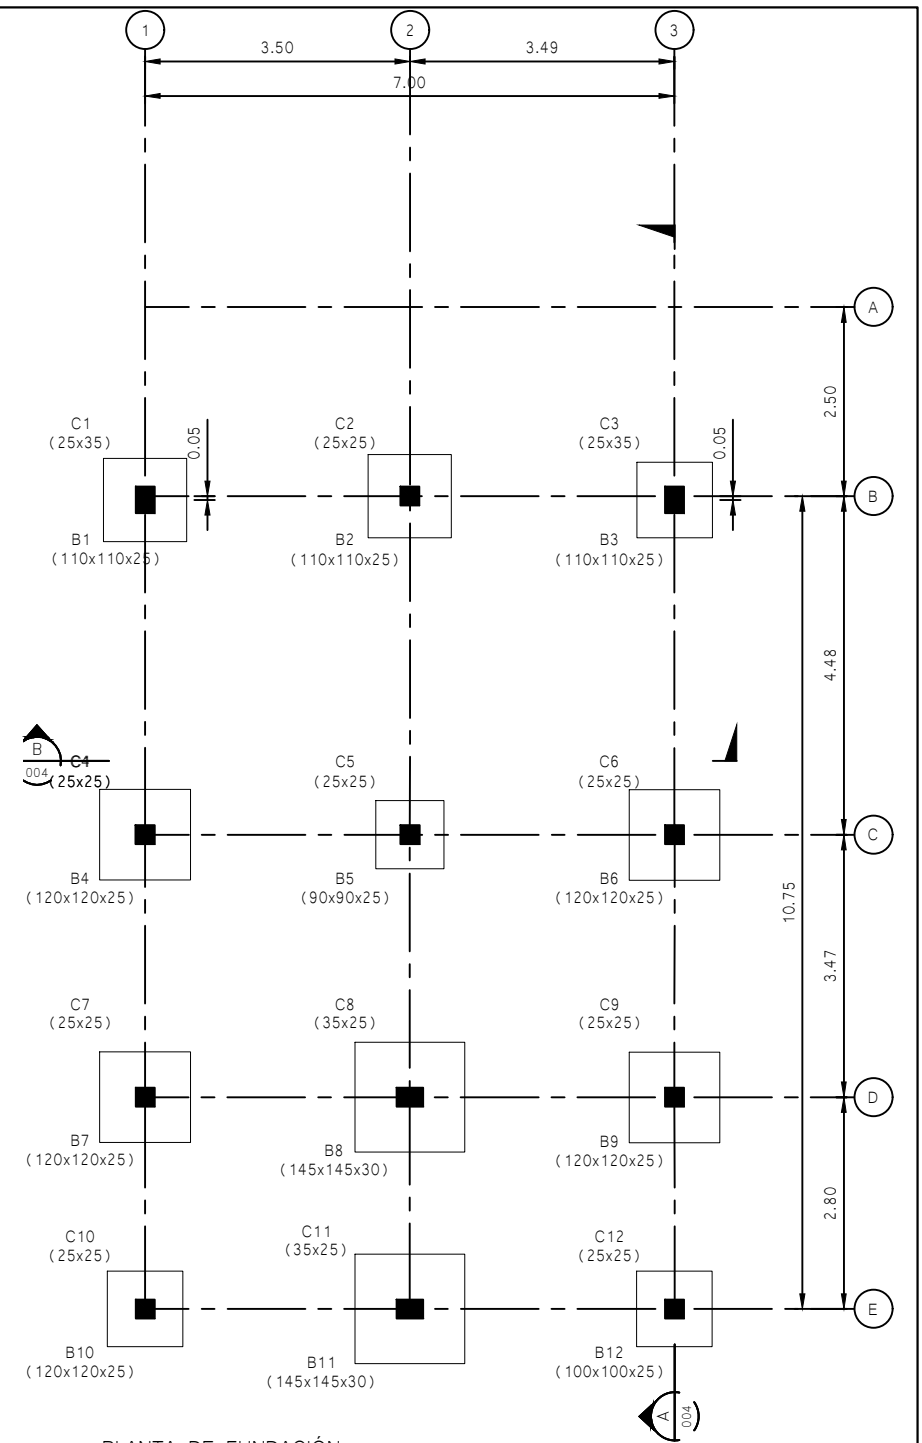 1
2
3
3.50
3.49
7.00
A
2.50
C1
(25x35)
0.05
C2
(25x25)
C3
(25x35)
0.05
B
B1
(110x110x25)
B2
(110x110x25)
B3
(110x110x25)
4.48
B
004
C4
(25x25)
C5
(25x25)
C6
(25x25)
C
B4
(120x120x25)
B5
(90x90x25)
B6
(120x120x25)
10.75
3.47
C7
(25x25)
C8
(35x25)
C9
(25x25)
D
B7
(120x120x25)
B8
(145x145x30)
B9
(120x120x25)
2.80
C10
(25x25)
C11
(35x25)
C12
(25x25)
E
B10
(120x120x25)
B11
(145x145x30)
B12
(100x100x25)
A
004
PLANTA DE FUNDACIÓN